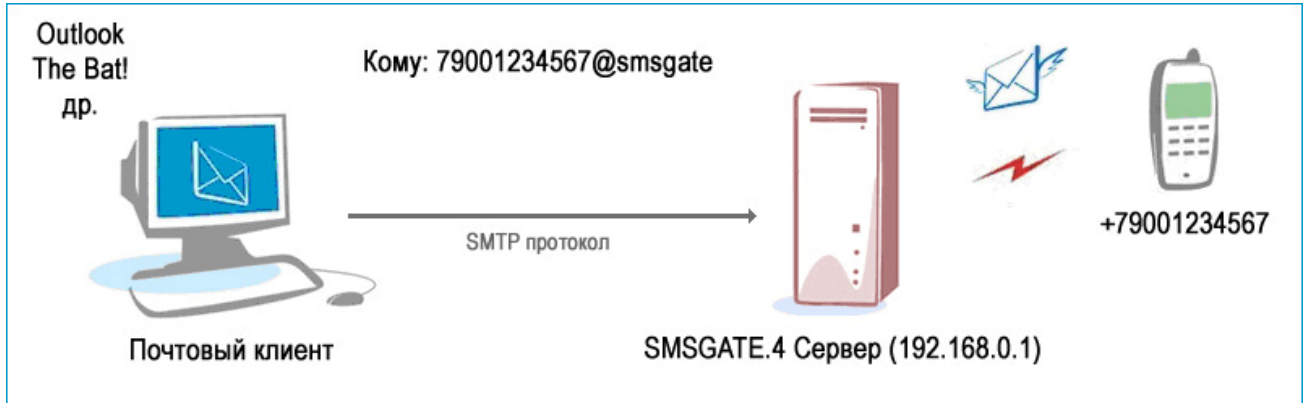 Outlook
The Bat!
др.
Кому: 79001234567@smsgate
SMTP протокол
+79001234567
Почтовый клиент
SMSGATE.4 Сервер (192.168.0.1)